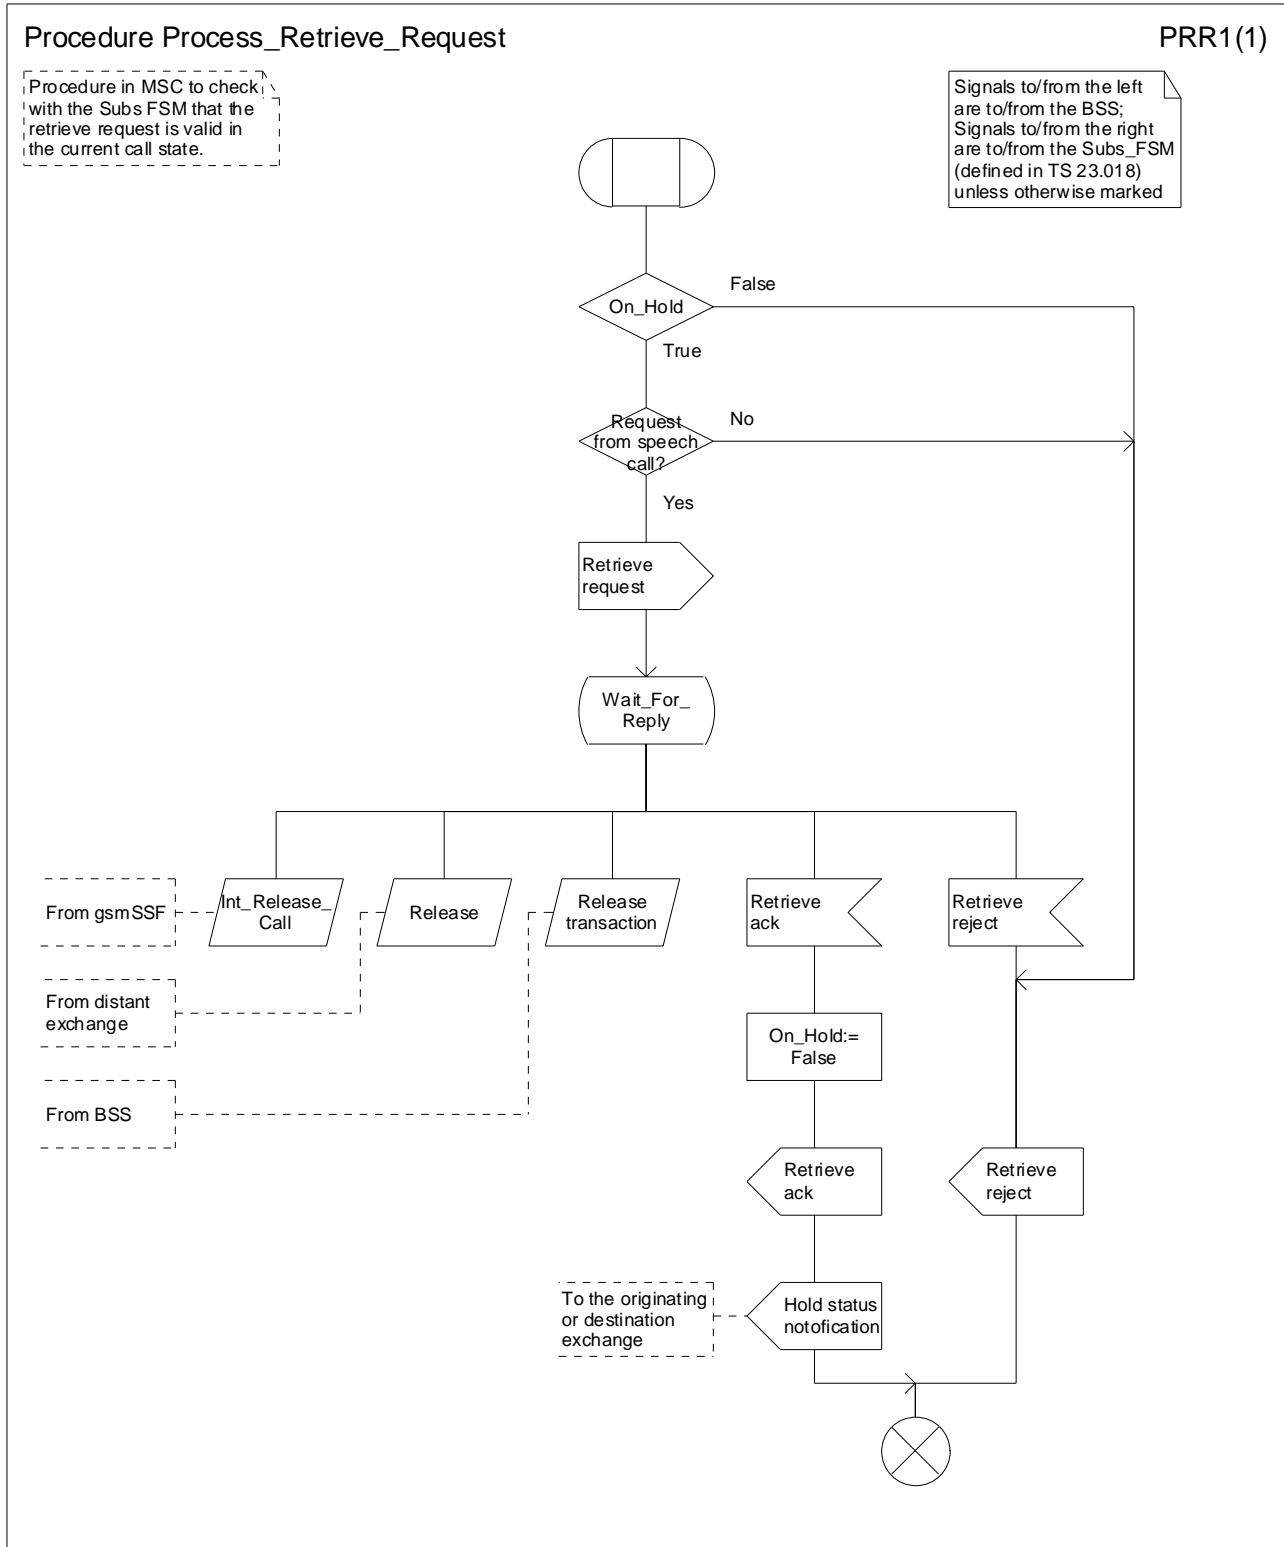 Procedure Process_Retrieve_Request
PRR1(1)
Procedure in MSC to check
with the Subs FSM that the
retrieve request is valid in
the current call state.
Signals to/from the left
are to/from the BSS;
Signals to/from the right
are to/from the Subs_FSM
(defined in TS 23.018)
unless otherwise marked
On_Hold
False
True
Request
from speech
call?
No
Yes
Retrieve
request
Wait_For_
Reply
From gsmSSF
Int_Release_
Call
Release
Release
transaction
Retrieve
ack
Retrieve
reject
From distant
exchange
On_Hold:=
False
From BSS
Retrieve
ack
Retrieve
reject
To the originating
or destination
exchange
Hold status
notofication